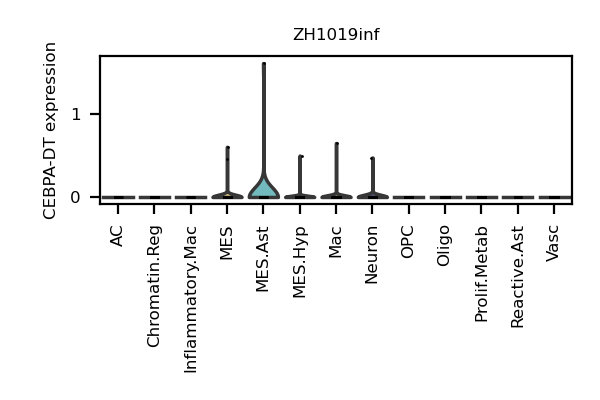 ZH1019inf
CEBPA-DT expression
1
0
AC
Chromatin.Reg
Inflammatory.Mac
MES
MES.Ast
MES.Hyp
Mac
Neuron
OPC
Oligo
Prolif.Metab
Reactive.Ast
Vasc